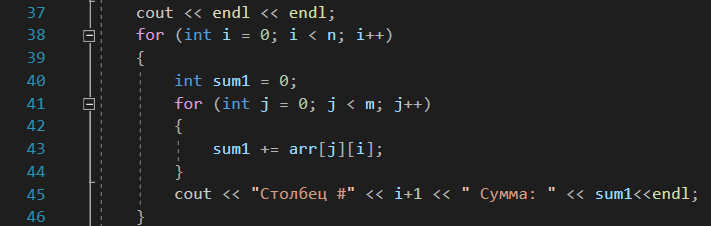 37 cout << endl << endl;
38 for (int i = 0; i < n; i++)
39 {
40 int sum1 = 0;
41 for (int j = 0; j < m; j++)
42 {
43 sum1 += arr[j][i];
44 }
45 cout << "Столбец #" << i+1 << " Сумма: " << sum1<<endl;
46 }